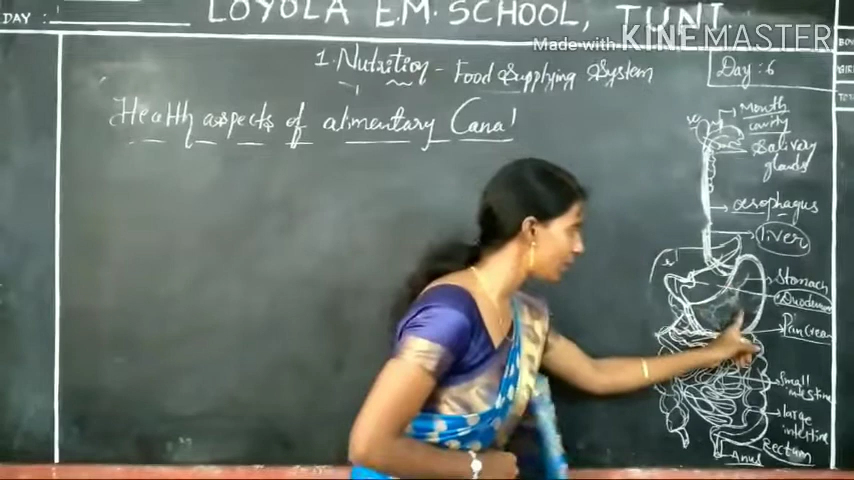 LOYOLA E.M. SCHOOL, TUNI
DAY :
Made with KINEMASTER
1. Nutrition - Food Supplying System
Day: 6
Health aspects of alimentary Canal
Mouth
cavity
Salivery
glands
oesophagus
liver
Stomach
Duodenum
Pancreas
Small
intestine
large
intestine
Rectum
Anus